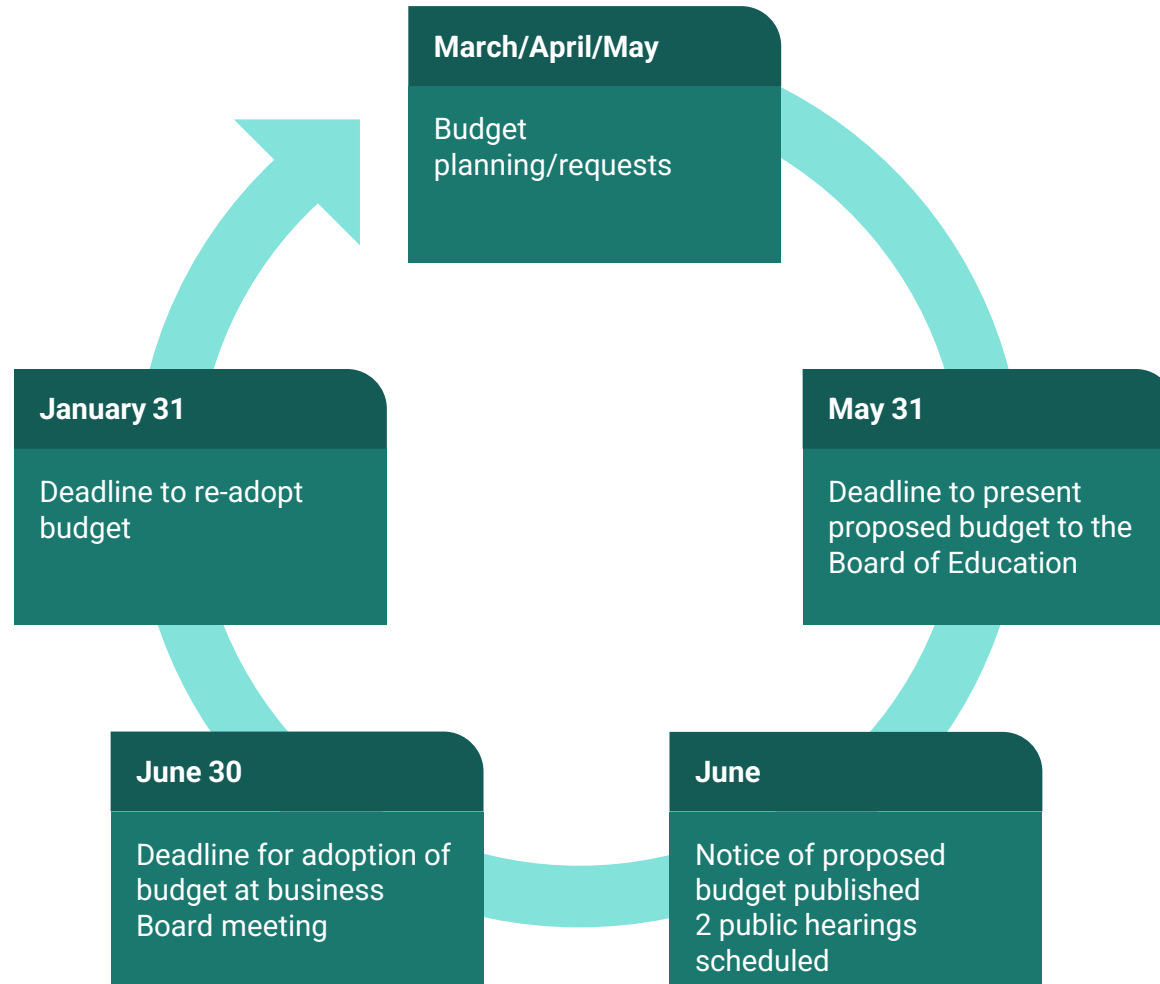 March/April/May
Budget
planning/requests
May 31
Deadline to present
proposed budget to the
Board of Education
June
Notice of proposed
budget published
2 public hearings
scheduled
June 30
Deadline for adoption of
budget at business
Board meeting
January 31
Deadline to re-adopt
budget